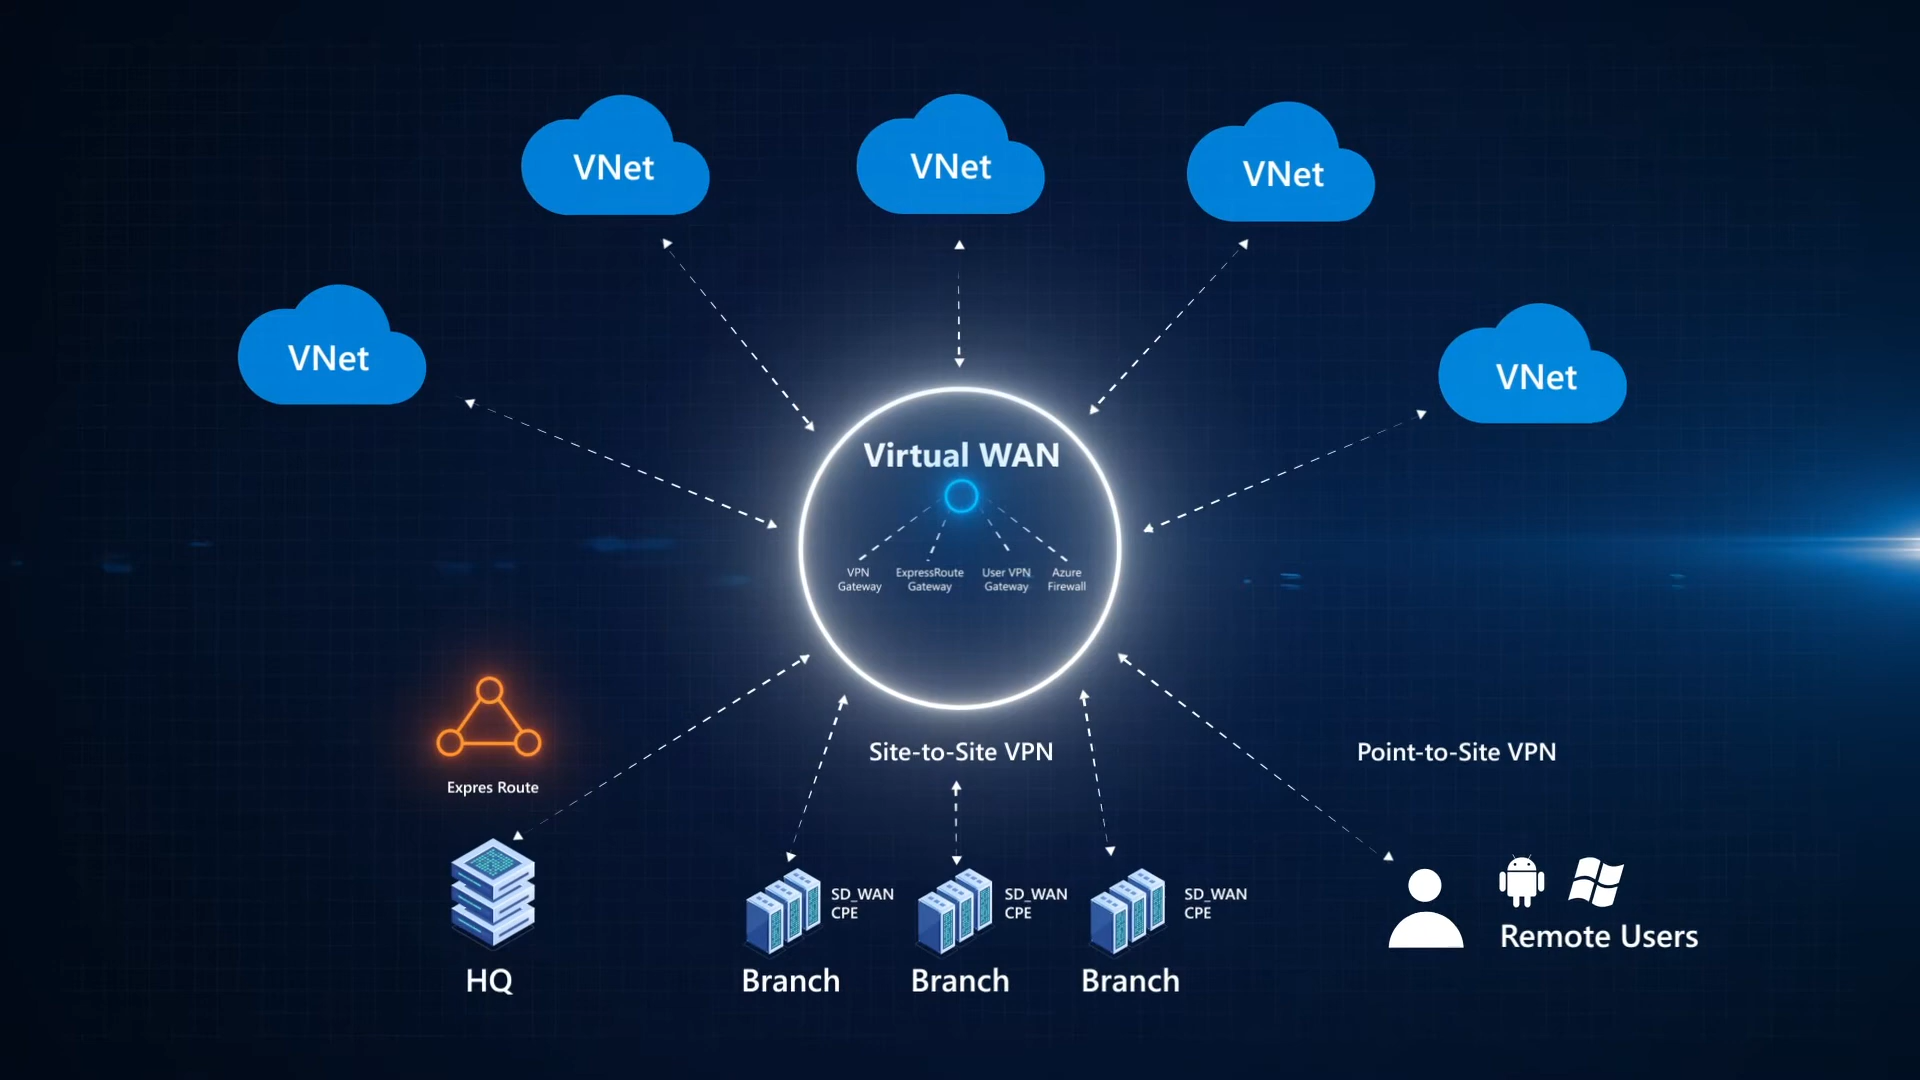 VNet
VNet
VNet
VNet
VNet
Virtual WAN
VPN
Gateway
ExpressRoute
Gateway
User VPN
Gateway
Azure
Firewall
Site-to-Site VPN
Point-to-Site VPN
Expres Route
SD_WAN
CPE
SD_WAN
CPE
SD_WAN
CPE
Remote Users
HQ
Branch
Branch
Branch